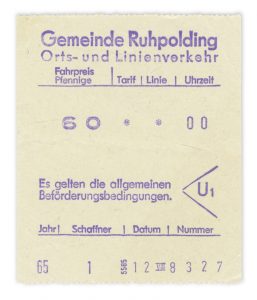 Gemeinde Ruhpolding
Orts- und Linienverkehr
Fahrpreis Pfennige | Tarif | Linie | Uhrzeit
60 * * 00
Es gelten die allgemeinen
Beförderungsbedingungen.
U1
Jahr | Schaffner | Datum | Nummer
65 1 12 VIII 8327